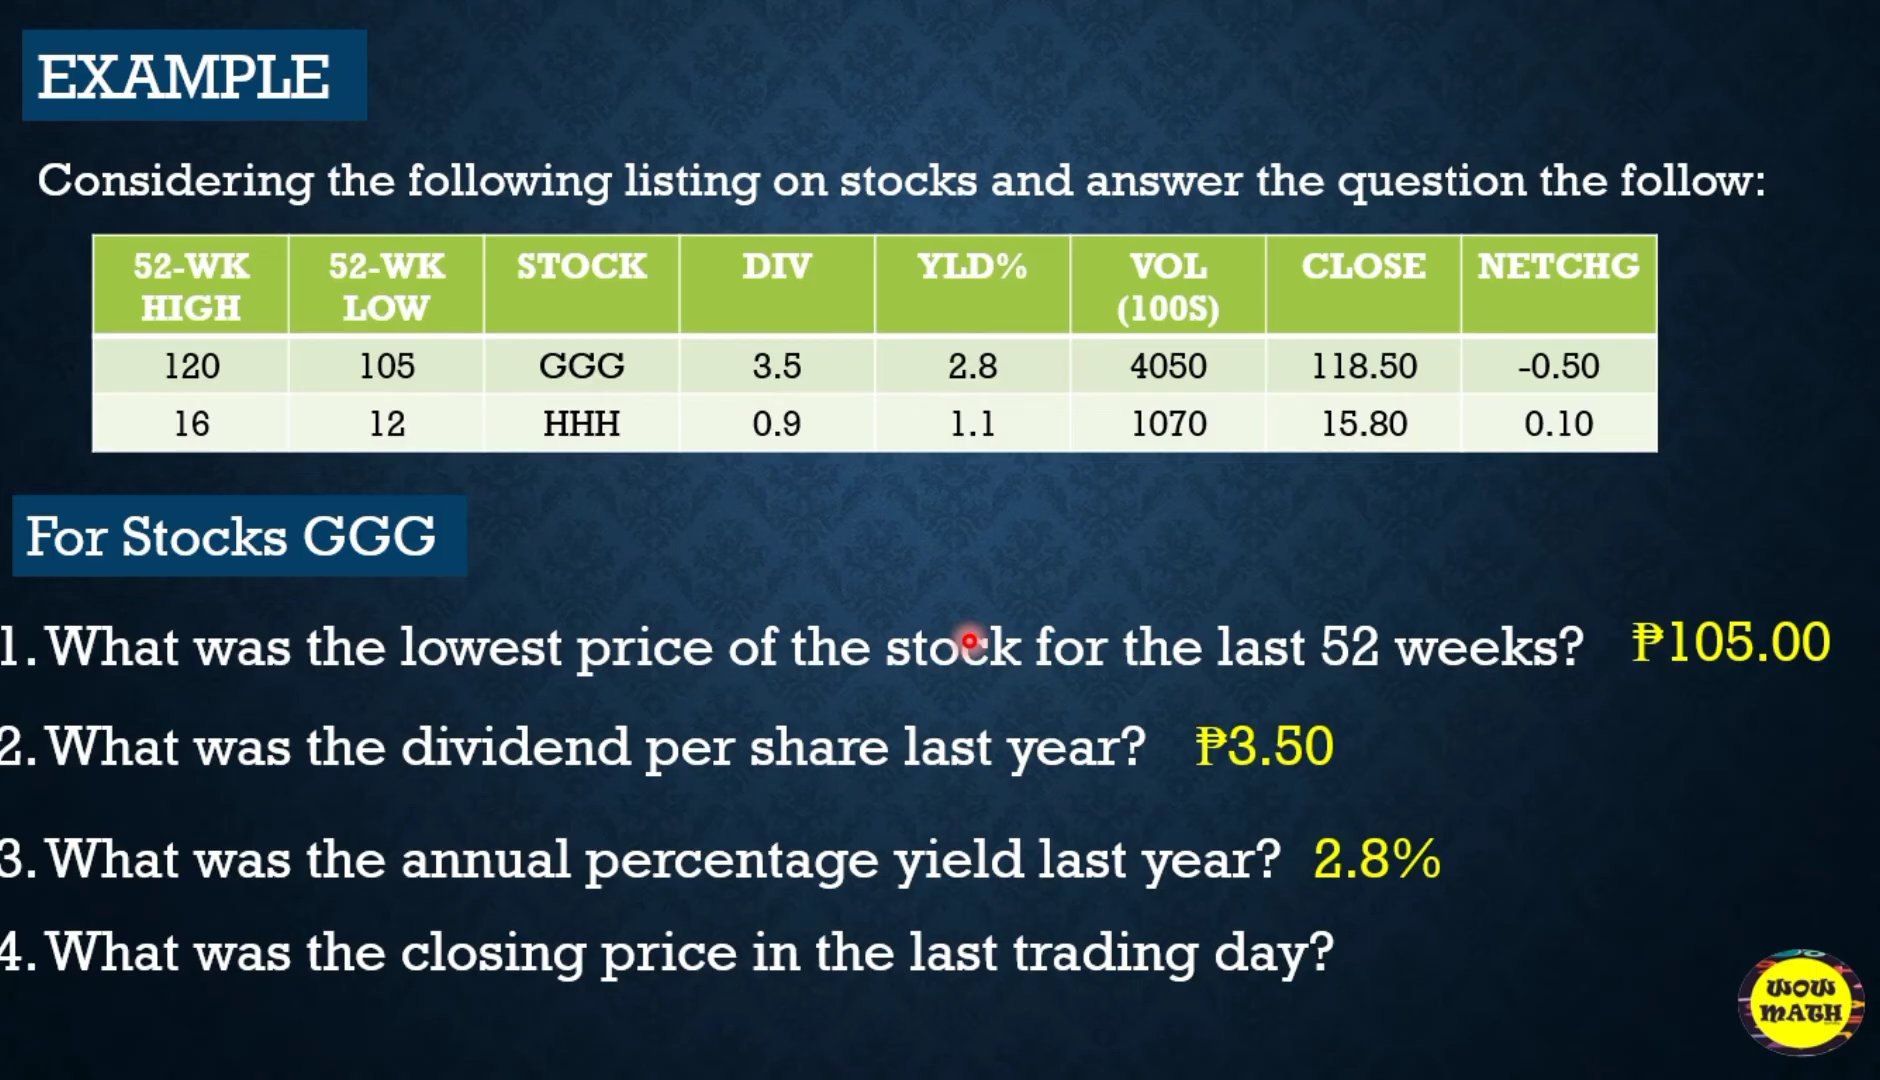 EXAMPLE
Considering the following listing on stocks and answer the question the follow:
52-WK HIGH 52-WK LOW STOCK DIV YLD% VOL (100S) CLOSE NETCHG
120 105 GGG 3.5 2.8 4050 118.50 -0.50
16 12 HHH 0.9 1.1 1070 15.80 0.10
For Stocks GGG
1. What was the lowest price of the stock for the last 52 weeks? ₱105.00
2. What was the dividend per share last year? ₱3.50
3. What was the annual percentage yield last year? 2.8%
4. What was the closing price in the last trading day?
WOW
MATH